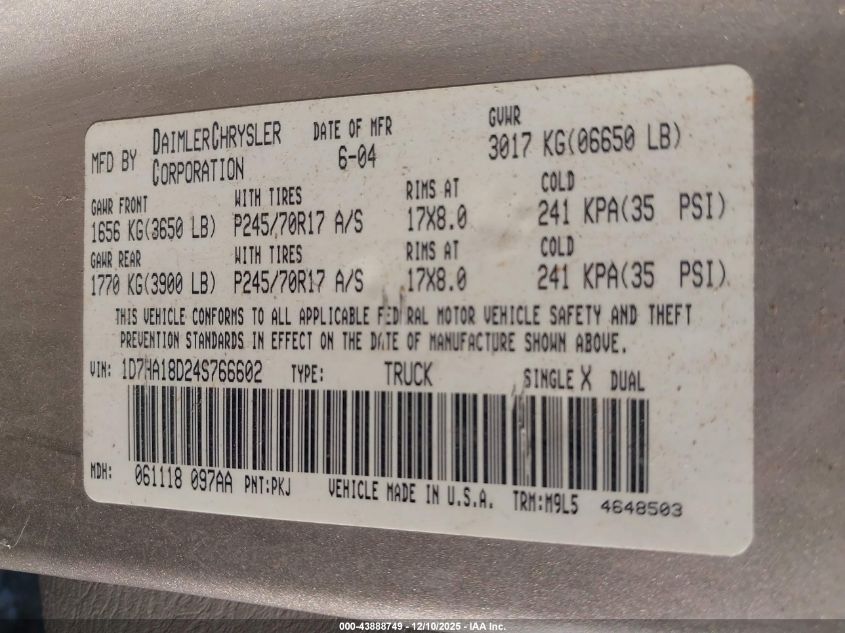 MFD BY DAIMLERCHRYSLER CORPORATION DATE OF MFR 6-04 GVWR 3017 KG(06650 LB)
GAWR FRONT WITH TIRES RIMS AT COLD
1656 KG(3650 LB) P245/70R17 A/S 17X8.0 241 KPA(35 PSI)
GAWR REAR WITH TIRES RIMS AT COLD
1770 KG(3900 LB) P245/70R17 A/S 17X8.0 241 KPA(35 PSI)
THIS VEHICLE CONFORMS TO ALL APPLICABLE FEDERAL MOTOR VEHICLE SAFETY AND THEFT
PREVENTION STANDARDS IN EFFECT ON THE DATE OF MANUFACTURE SHOWN ABOVE.
VIN: 1D7HA18D24S766602 TYPE: TRUCK SINGLE X DUAL
MDH: 061118 097AA PNT:PKJ VEHICLE MADE IN U.S.A. TRM:M9L5 4648503
000-43888749 - 12/10/2025 - IAA Inc.